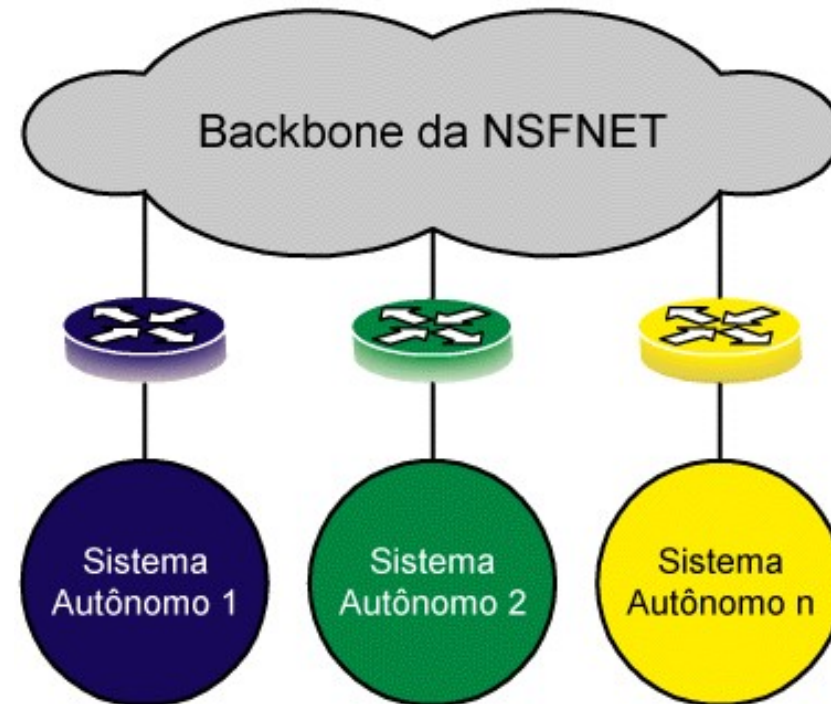 Backbone da NSFNET
Sistema
Autônomo 1
Sistema
Autônomo 2
Sistema
Autônomo n